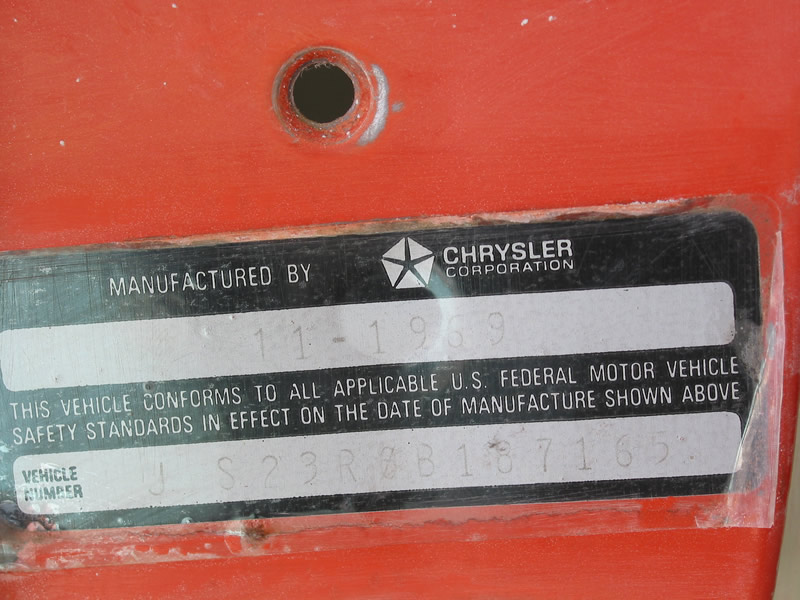 MANUFACTURED BY CHRYSLER
CORPORATION
11-1969
THIS VEHICLE CONFORMS TO ALL APPLICABLE U.S. FEDERAL MOTOR VEHICLE
SAFETY STANDARDS IN EFFECT ON THE DATE OF MANUFACTURE SHOWN ABOVE
VEHICLE
NUMBER
J S23R0B187165